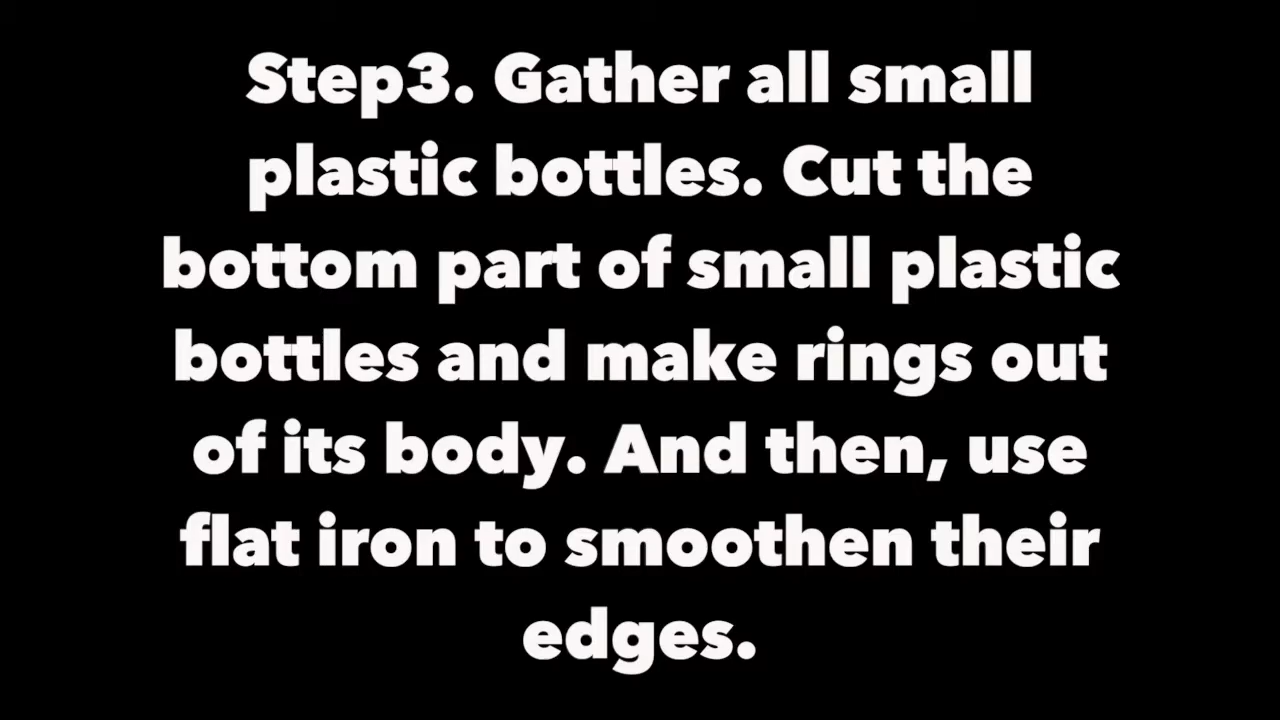 Step3. Gather all small
plastic bottles. Cut the
bottom part of small plastic
bottles and make rings out
of its body. And then, use
flat iron to smoothen their
edges.